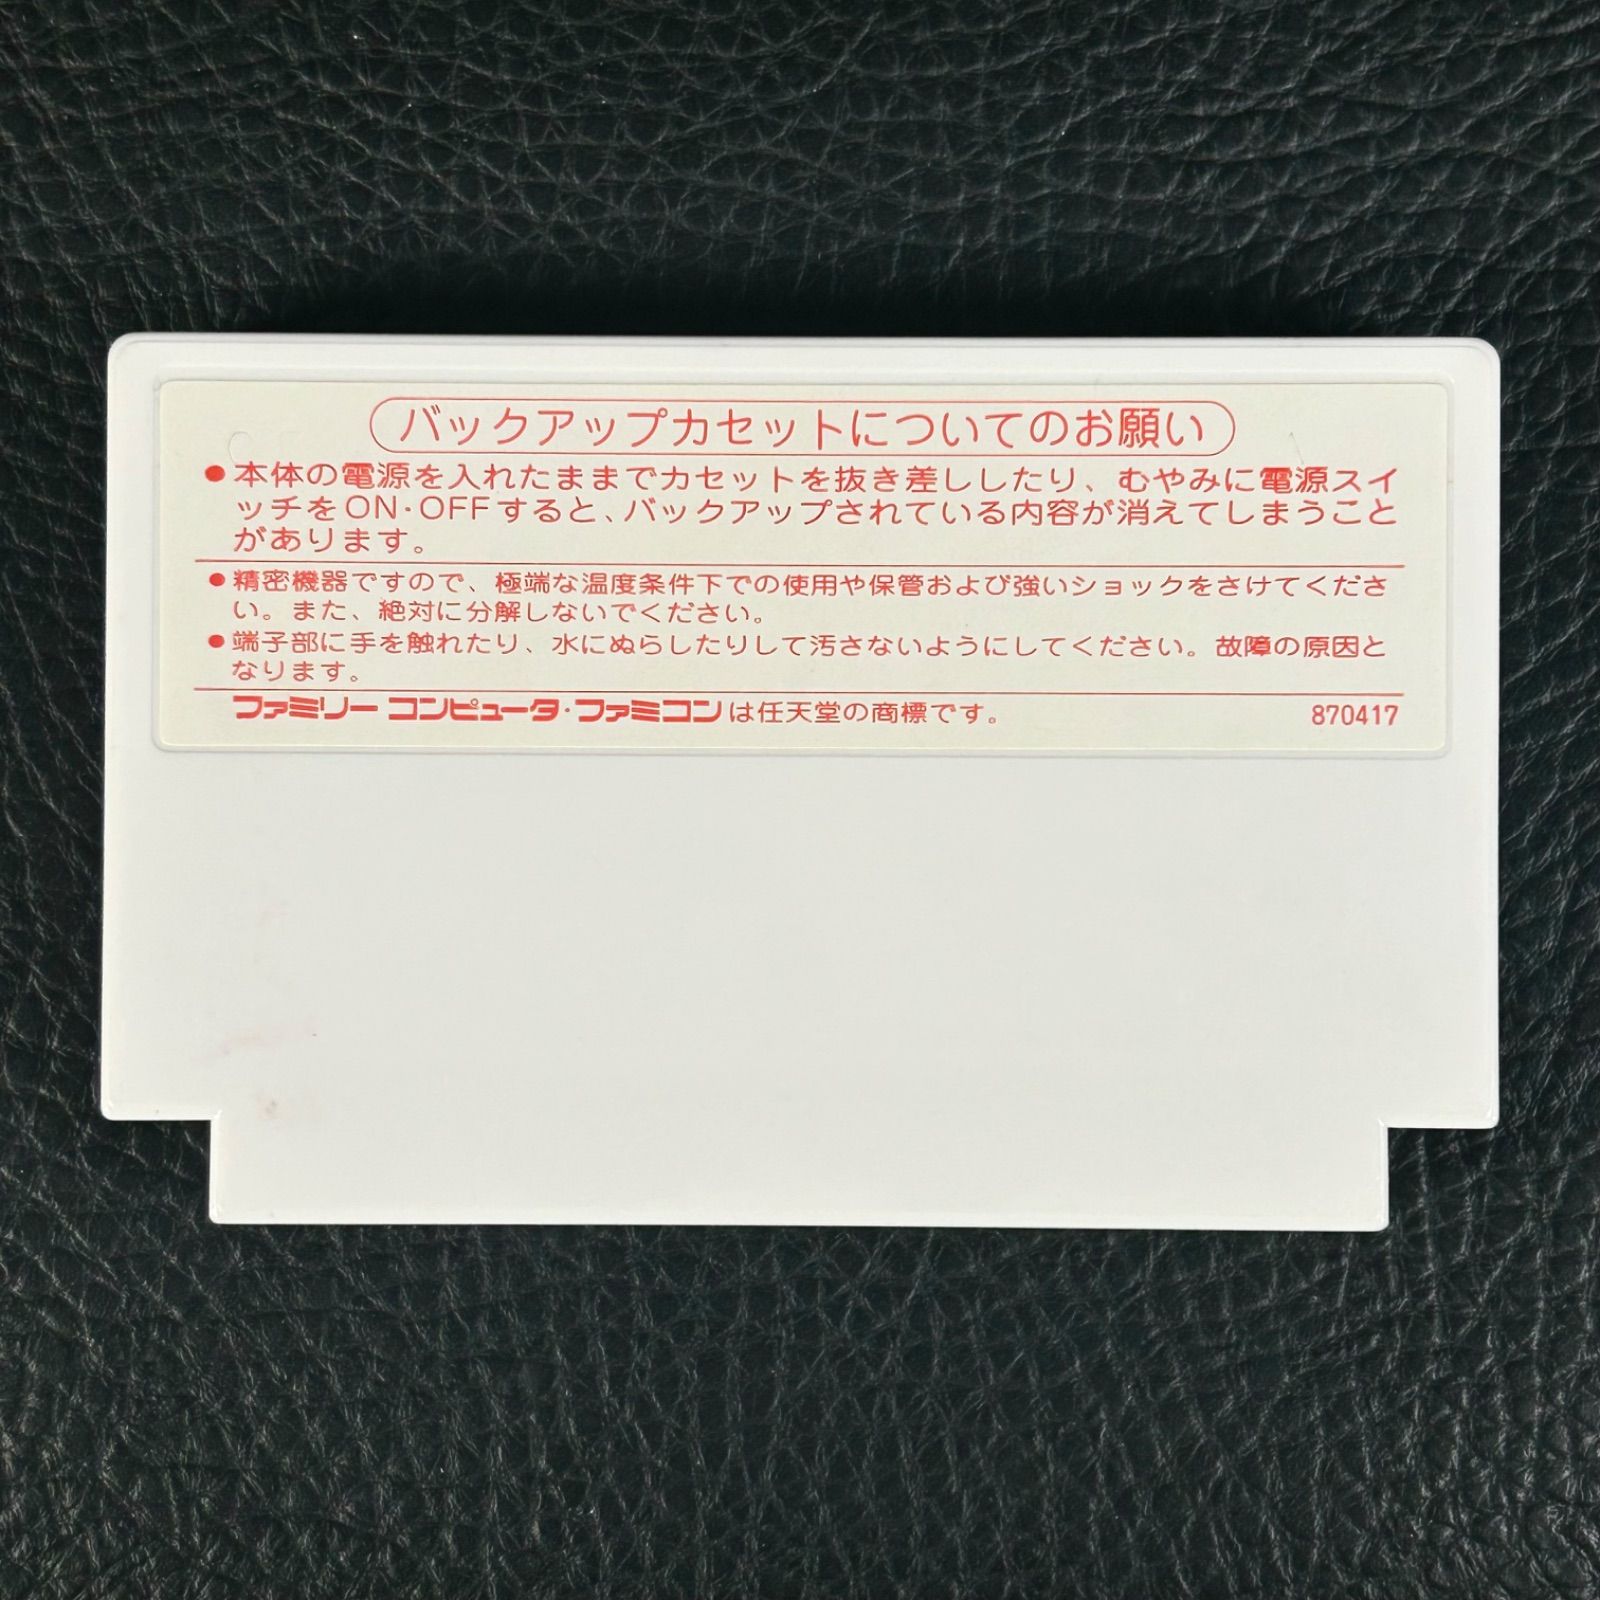 バックアップカセットについてのお願い
●本体の電源を入れたままでカセットを抜き差ししたり、むやみに電源スイ
ッチをON・OFFすると、バックアップされている内容が消えてしまうこと
があります。
●精密機器ですので、極端な温度条件下での使用や保管および強いショックをさけてくださ
い。また、絶対に分解しないでください。
●端子部に手を触れたり、水にぬらしたりして汚さないようにしてください。故障の原因と
なります。
ファミリー コンピュータ・ファミコンは任天堂の商標です。 870417